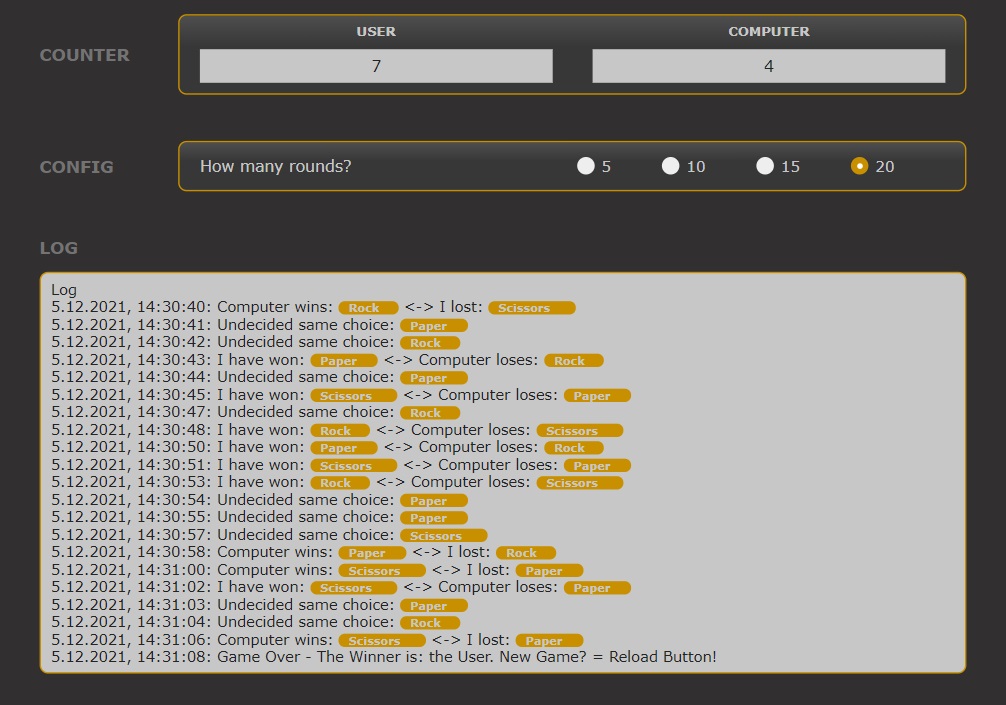 USER COMPUTER
COUNTER
7 4
CONFIG How many rounds? 5 10 15 20
LOG
Log
5.12.2021, 14:30:40: Computer wins: Rock <-> I lost: Scissors
5.12.2021, 14:30:41: Undecided same choice: Paper
5.12.2021, 14:30:42: Undecided same choice: Rock
5.12.2021, 14:30:43: I have won: Paper <-> Computer loses: Rock
5.12.2021, 14:30:44: Undecided same choice: Paper
5.12.2021, 14:30:45: I have won: Scissors <-> Computer loses: Paper
5.12.2021, 14:30:47: Undecided same choice: Rock
5.12.2021, 14:30:48: I have won: Rock <-> Computer loses: Scissors
5.12.2021, 14:30:50: I have won: Paper <-> Computer loses: Rock
5.12.2021, 14:30:51: I have won: Scissors <-> Computer loses: Paper
5.12.2021, 14:30:53: I have won: Rock <-> Computer loses: Scissors
5.12.2021, 14:30:54: Undecided same choice: Paper
5.12.2021, 14:30:55: Undecided same choice: Paper
5.12.2021, 14:30:57: Undecided same choice: Scissors
5.12.2021, 14:30:58: Computer wins: Paper <-> I lost: Rock
5.12.2021, 14:31:00: Computer wins: Scissors <-> I lost: Paper
5.12.2021, 14:31:02: I have won: Scissors <-> Computer loses: Paper
5.12.2021, 14:31:03: Undecided same choice: Paper
5.12.2021, 14:31:04: Undecided same choice: Rock
5.12.2021, 14:31:06: Computer wins: Scissors <-> I lost: Paper
5.12.2021, 14:31:08: Game Over - The Winner is: the User. New Game? = Reload Button!